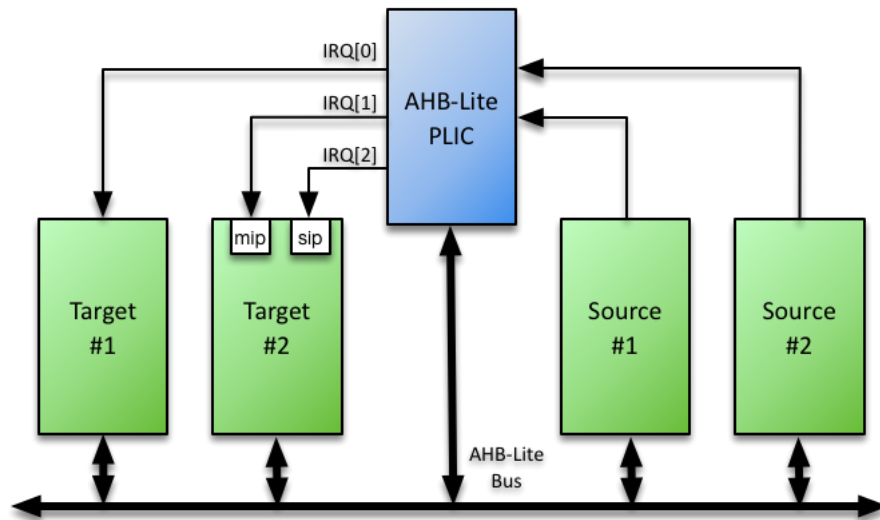 IRQ[0]
IRQ[1]
IRQ[2]
AHB-Lite
PLIC
mip
sip
Target
#1
Target
#2
Source
#1
Source
#2
AHB-Lite
Bus